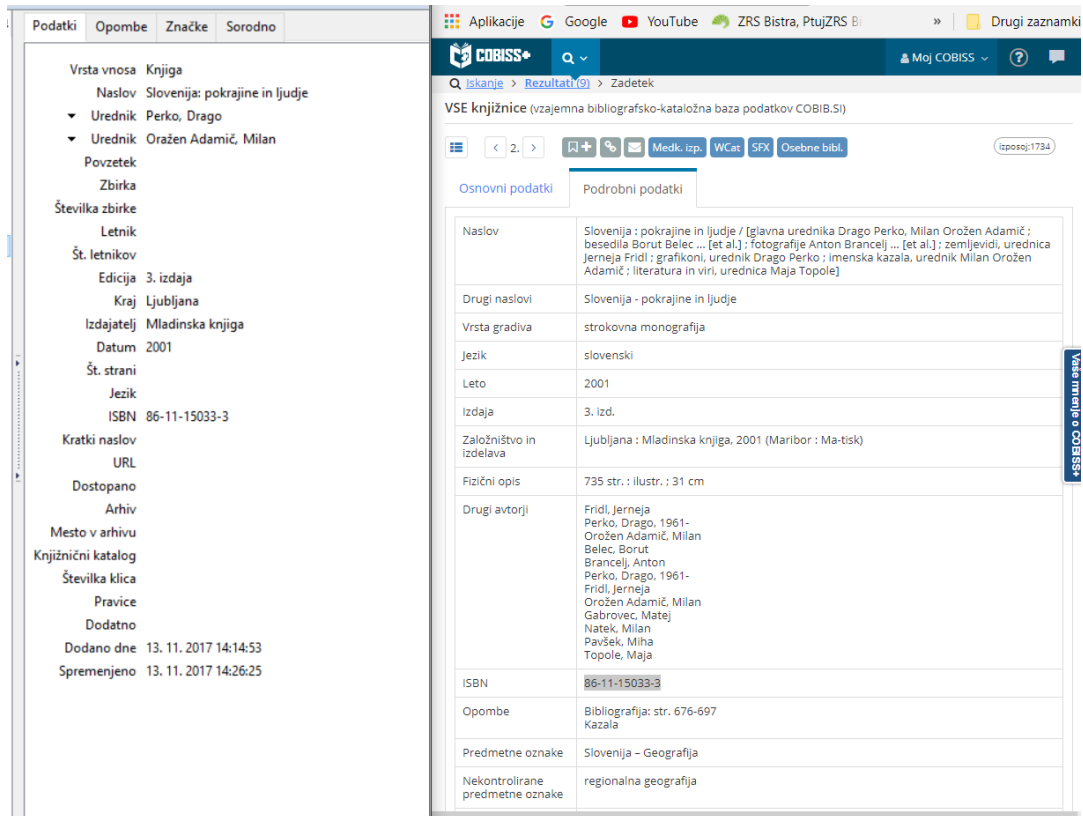 Podatki Opombe Značke Sorodno
Vrsta vnosa Knjiga
Naslov Slovenija: pokrajine in ljudje
Urednik Perko, Drago
Urednik Oražen Adamič, Milan
Povzetek
Zbirka
Številka zbirke
Letnik
Št. letnikov
Edicija 3. izdaja
Kraj Ljubljana
Izdajatelj Mladinska knjiga
Datum 2001
Št. strani
Jezik
ISBN 86-11-15033-3
Kratki naslov
URL
Dostopano
Arhiv
Mesto v arhivu
Knjižnični katalog
Številka klica
Pravice
Dodatno
Dodano dne 13. 11. 2017 14:14:53
Spremenjeno 13. 11. 2017 14:26:25
Aplikacije G Google YouTube ZRS Bistra, PtujZRS Bi » Drugi zaznamki
COBISS+ Moj COBISS ?
Iskanje > Rezultati (9) > Zadetek
VSE knjižnice (vzajemna bibliografsko-kataložna baza podatkov COBIB.SI)
< 2. > Medk. izp. WCat SFX Osebne bibl. izposoj:1734
Osnovni podatki Podrobni podatki
Naslov Slovenija : pokrajine in ljudje / [glavna urednika Drago Perko, Milan Orožen Adamič ;
besedila Borut Belec ... [et al.] ; fotografije Anton Brancelj ... [et al.] ; zemljevidi, urednica
Jerneja Fridl ; grafikoni, urednik Drago Perko ; imenska kazala, urednik Milan Orožen
Adamič ; literatura in viri, urednica Maja Topole]
Drugi naslovi Slovenija - pokrajine in ljudje
Vrsta gradiva strokovna monografija
Jezik slovenski
Leto 2001
Izdaja 3. izd.
Založništvo in
izdelava Ljubljana : Mladinska knjiga, 2001 (Maribor : Ma-tisk)
Fizični opis 735 str. : ilustr. ; 31 cm
Drugi avtorji Fridl, Jerneja
Perko, Drago, 1961-
Orožen Adamič, Milan
Belec, Borut
Brancelj, Anton
Perko, Drago, 1961-
Fridl, Jerneja
Orožen Adamič, Milan
Gabrovec, Matej
Natek, Milan
Pavšek, Miha
Topole, Maja
ISBN 86-11-15033-3
Opombe Bibliografija: str. 676-697
Kazala
Predmetne oznake Slovenija – Geografija
Nekontrolirane
predmetne oznake regionalna geografija
Vaše mnenje o COBISS+